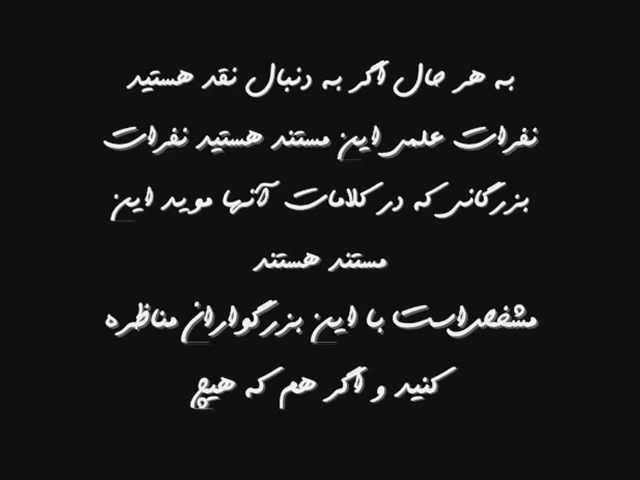 به هر حال اگر به دنبال نقد هستید
نفرات علمی این مستند هستید نفرات
بزرگانی که در کلامات آنها موید این
مستند هستند
مشخص است با این بزرگواران مناظره
کنید و اگر هم که هیچ